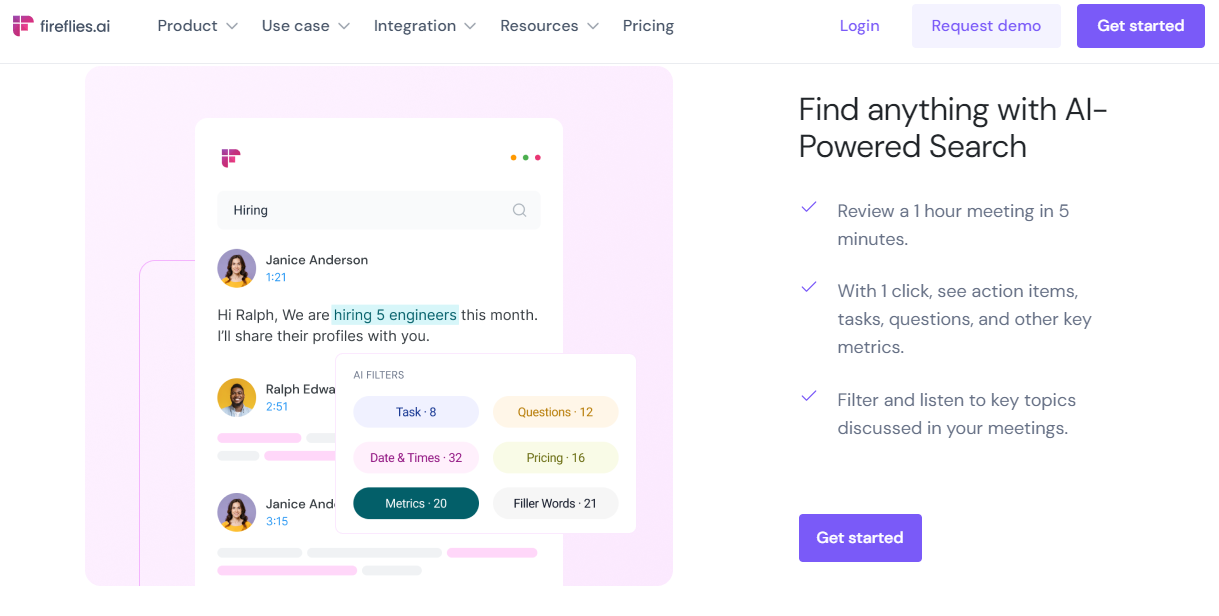 fireflies.ai
Product
Use case
Integration
Resources
Pricing
Login
Request demo
Get started
Hiring
Janice Anderson
1:21
Hi Ralph, We are hiring 5 engineers this month.
I'll share their profiles with you.
Ralph Edwa
2:51
Janice And
3:15
AI FILTERS
Task · 8
Questions · 12
Date & Times · 32
Pricing · 16
Metrics · 20
Filler Words · 21
Find anything with AI-
Powered Search
Review a 1 hour meeting in 5
minutes.
With 1 click, see action items,
tasks, questions, and other key
metrics.
Filter and listen to key topics
discussed in your meetings.
Get started